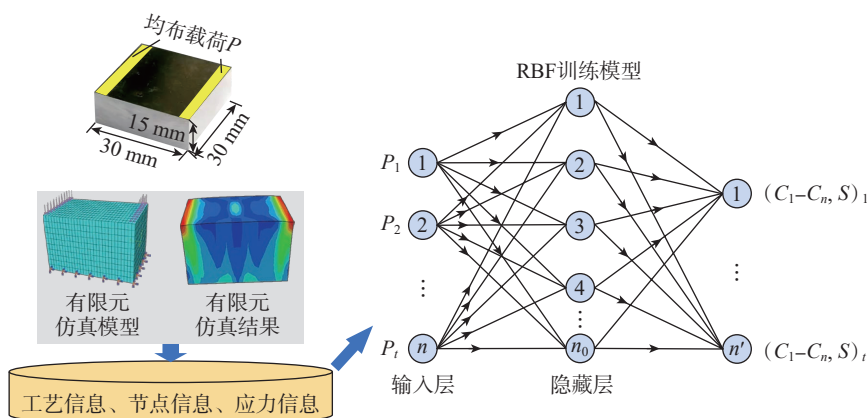 均布载荷P
15 mm
30 mm
30 mm
有限元
仿真模型
有限元
仿真结果
工艺信息、节点信息、应力信息
RBF训练模型
P₁
P₂
⋮
Pₜ
1
2
⋮
n
输入层
1
2
3
4
⋮
n₀
隐藏层
1
⋮
n′
(C₁–Cₙ, S)₁
⋮
(C₁–Cₙ, S)ₜ